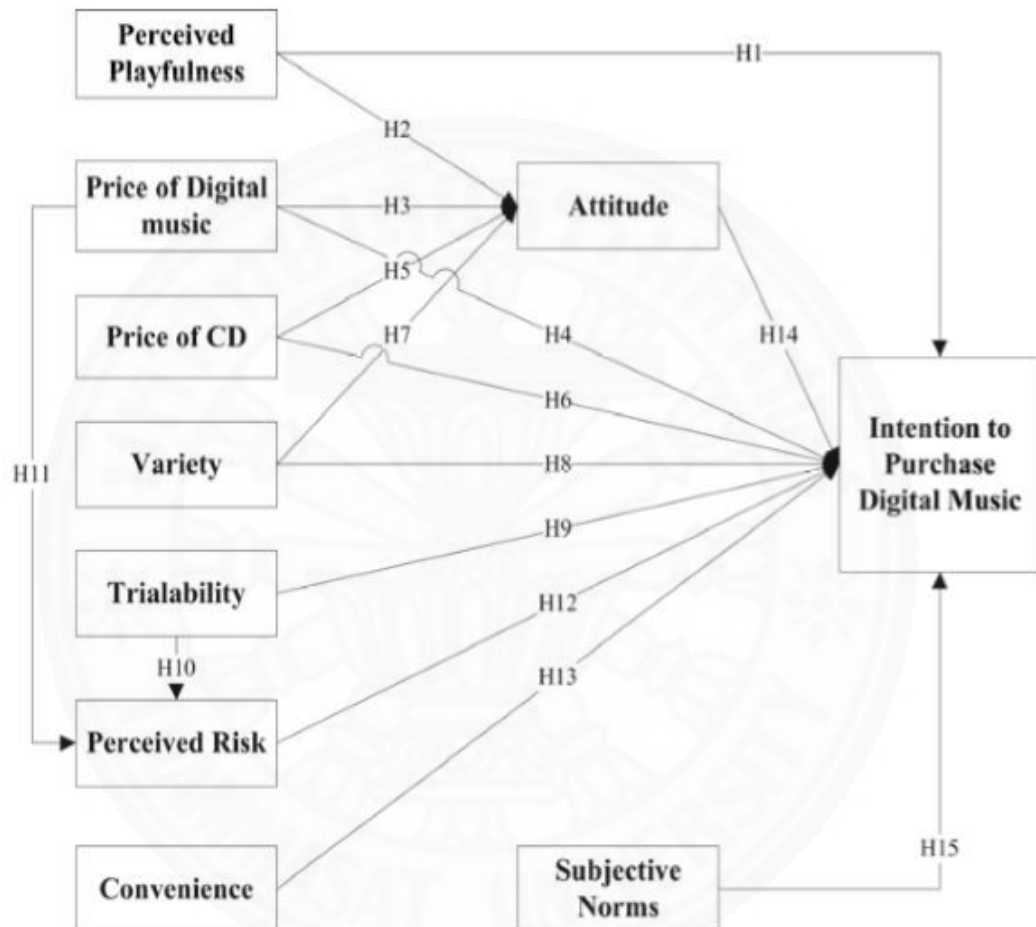 Perceived
Playfulness
H1
H2
Price of Digital
music
H3
Attitude
H5
Price of CD
H7
H4
H14
H6
Intention to
Purchase
Digital Music
Variety
H8
H11
H9
Trialability
H12
H10
H13
Perceived Risk
Convenience
Subjective
Norms
H15
UNIVERSITY